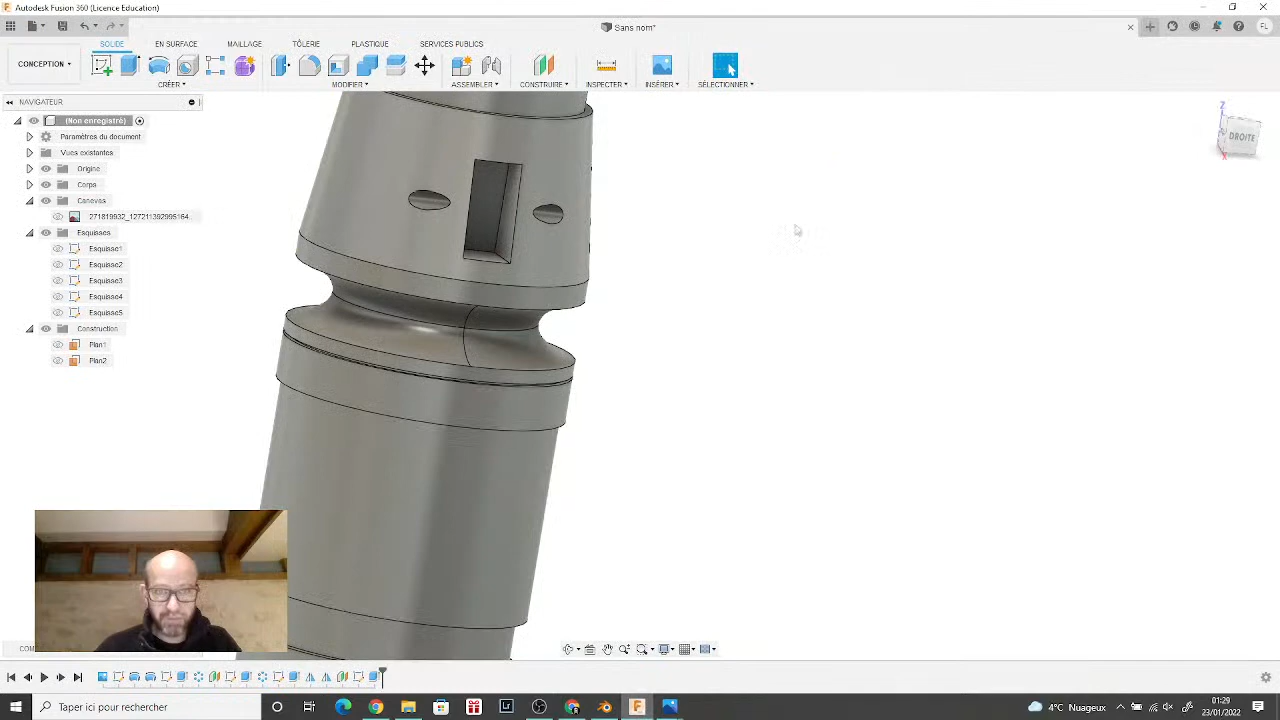 Autodesk Fusion 360 (Licence Education)
Sans nom*
FL
SOLIDE EN SURFACE MAILLAGE TÔLERIE PLASTIQUE SERVICES PUBLICS
CONCEPTION
CRÉER MODIFIER ASSEMBLER CONSTRUIRE INSPECTER INSÉRER SÉLECTIONNER
NAVIGATEUR
(Non enregistré)
Paramètres du document
Vues existantes
Origine
Corps
Canevas
271819932_127211392995164...
Esquisses
Esquisse1
Esquisse2
Esquisse3
Esquisse4
Esquisse5
Construction
Plan1
Plan2
Z
DROITE
X
Taper ici pour rechercher
4°C Nuageux
01:29
23/01/2022